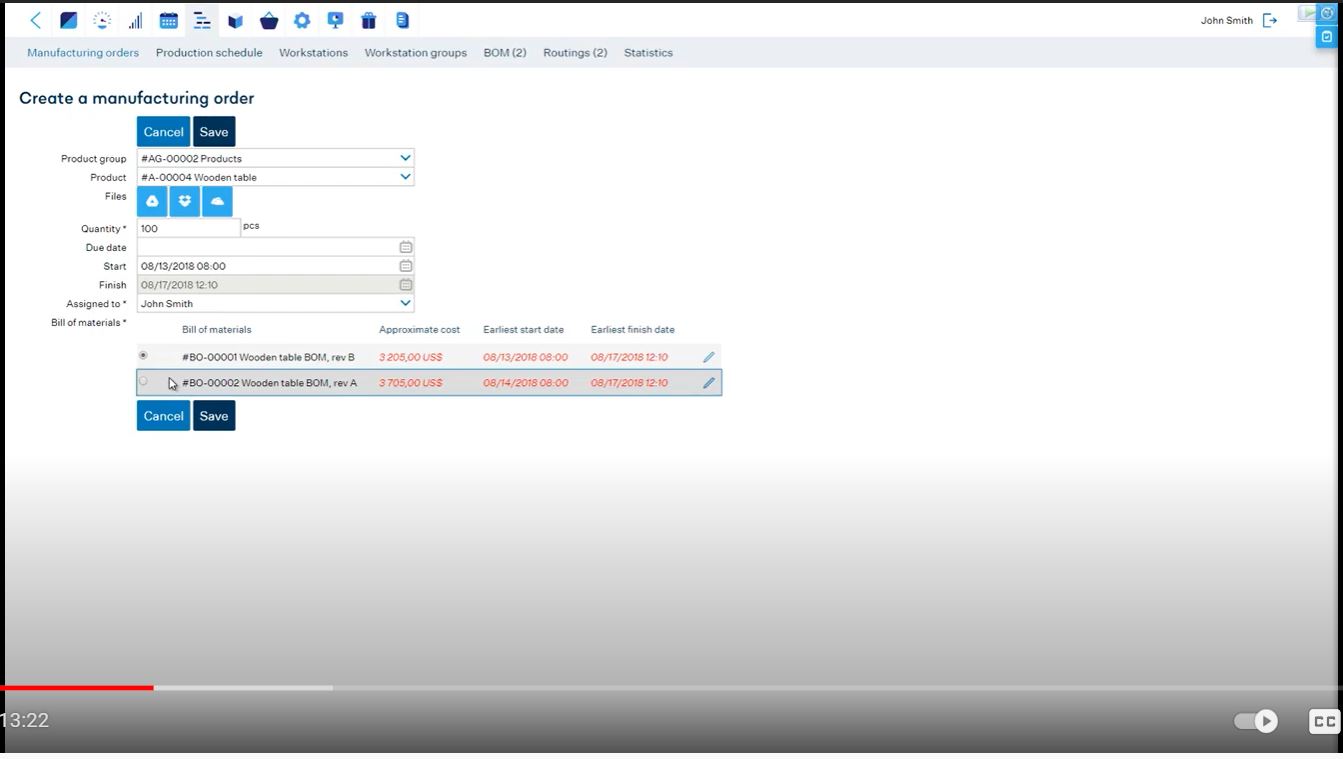 John Smith
Manufacturing orders Production schedule Workstations Workstation groups BOM (2) Routings (2) Statistics
Create a manufacturing order
Cancel Save
Product group #AG-00002 Products
Product #A-00004 Wooden table
Files
Quantity * 100 pcs
Due date
Start 08/13/2018 08:00
Finish 08/17/2018 12:10
Assigned to * John Smith
Bill of materials *
Bill of materials Approximate cost Earliest start date Earliest finish date
#BO-00001 Wooden table BOM, rev B 3 205,00 US$ 08/13/2018 08:00 08/17/2018 12:10
#BO-00002 Wooden table BOM, rev A 3 705,00 US$ 08/14/2018 08:00 08/17/2018 12:10
Cancel Save
13:22 CC